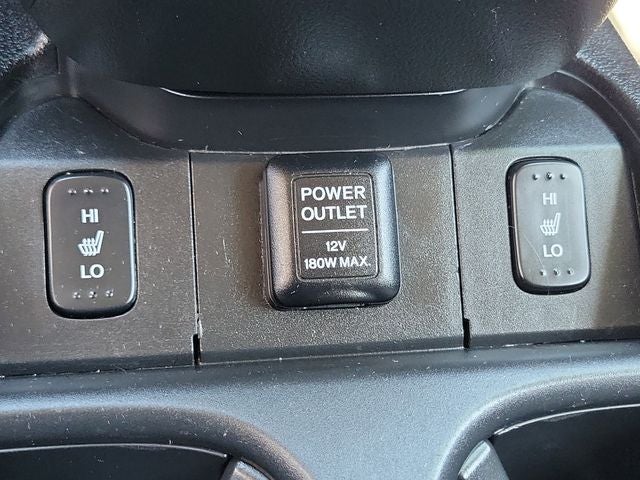 HI
LO
POWER
OUTLET
12V
180W MAX.
HI
LO